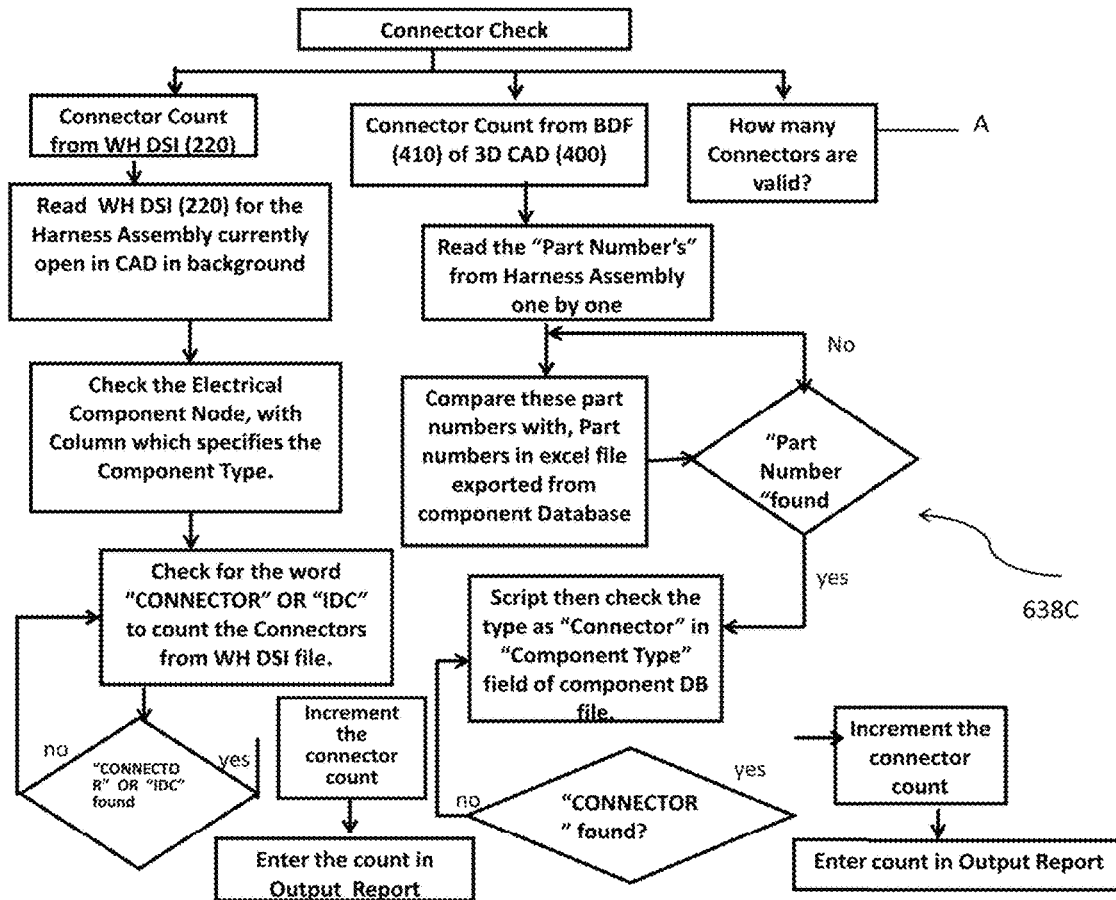 Connector Check
Connector Count
from WH DSI (220)
Connector Count from BDF
(410) of 3D CAD (400)
How many
Connectors are
valid?
A
Read WH DSI (220) for the
Harness Assembly currently
open in CAD in background
Read the “Part Number's”
from Harness Assembly
one by one
No
Check the Electrical
Component Node, with
Column which specifies the
Component Type.
Compare these part
numbers with, Part
numbers in excel file
exported from
component Database
“Part
Number
“found
yes
638C
Check for the word
“CONNECTOR” OR “IDC”
to count the Connectors
from WH DSI file.
Script then check the
type as “Connector” in
“Component Type”
field of component DB
file.
no
“CONNECTO
R” OR “IDC”
found
yes
Increment
the
connector
count
Enter the count in
Output Report
no
“CONNECTOR
” found?
yes
Increment the
connector
count
Enter count in Output Report